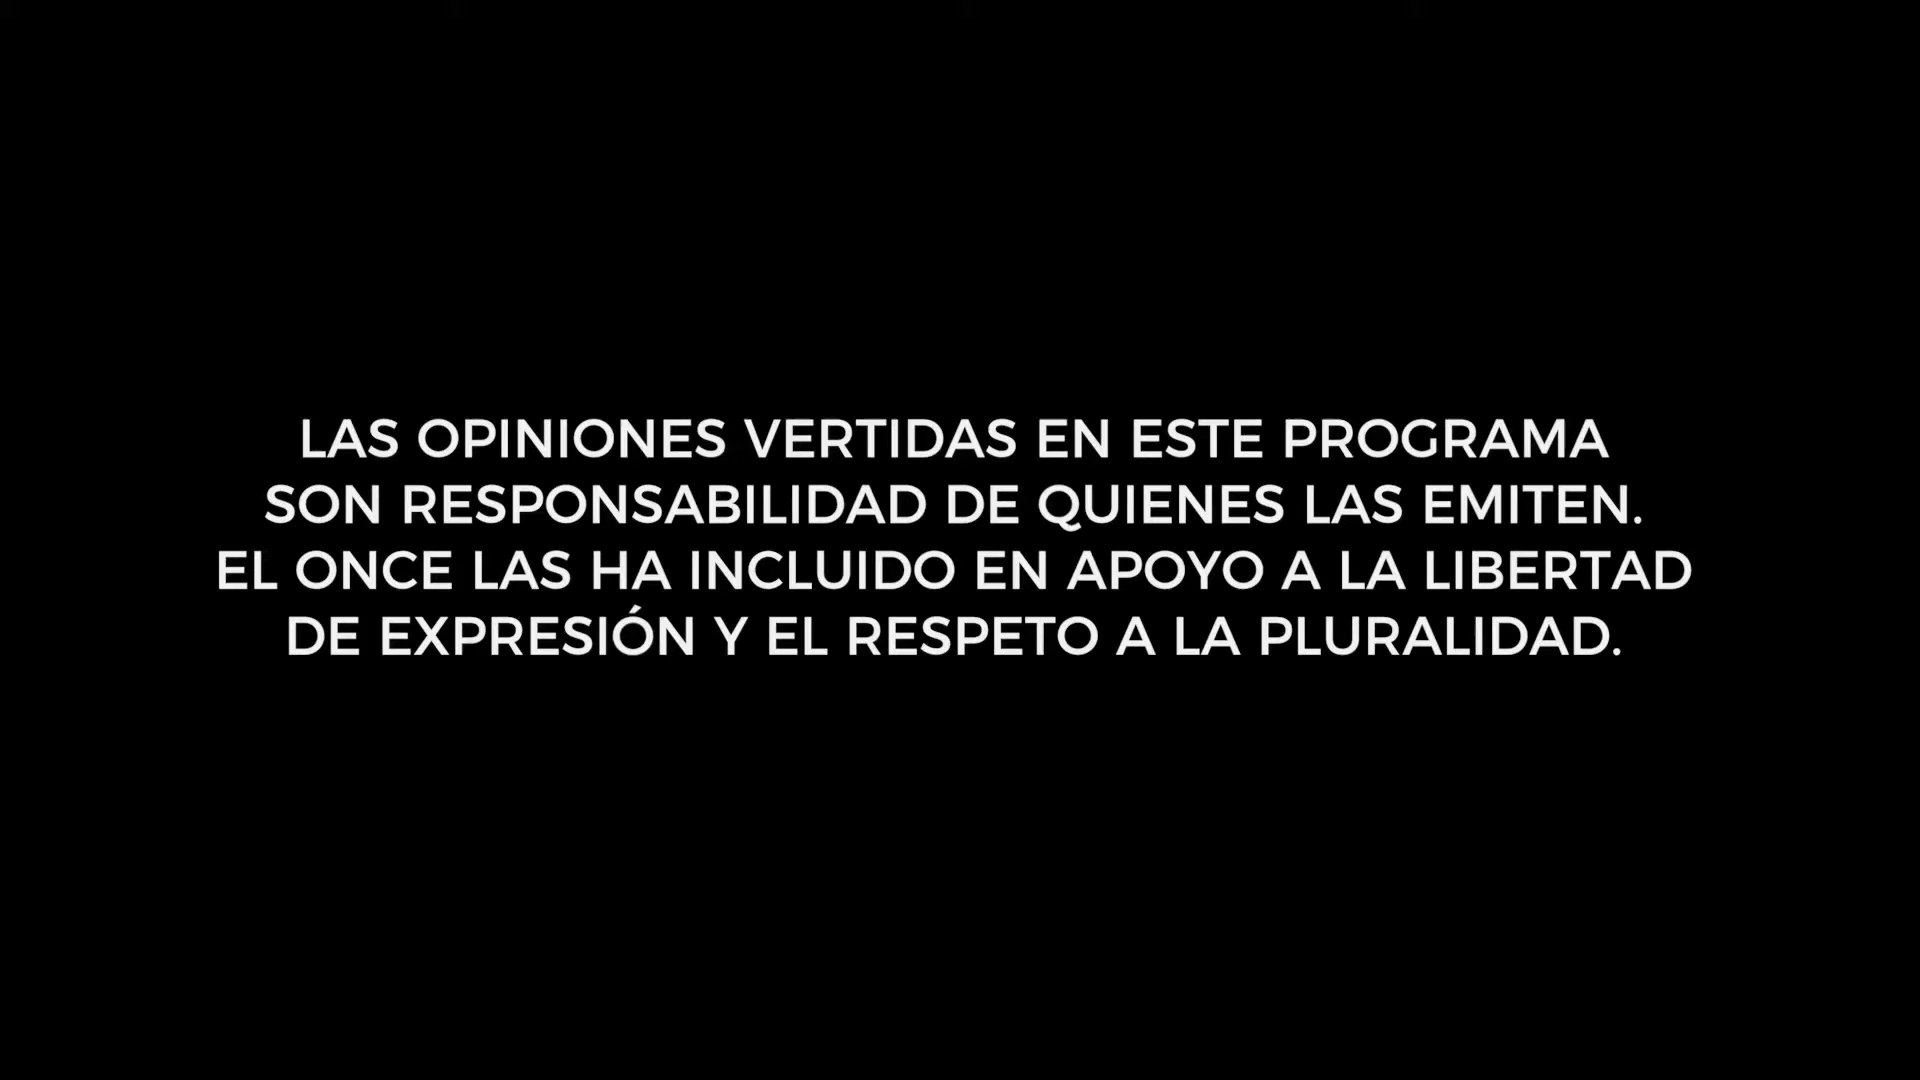 LAS OPINIONES VERTIDAS EN ESTE PROGRAMA
SON RESPONSABILIDAD DE QUIENES LAS EMITEN.
EL ONCE LAS HA INCLUIDO EN APOYO A LA LIBERTAD
DE EXPRESIÓN Y EL RESPETO A LA PLURALIDAD.